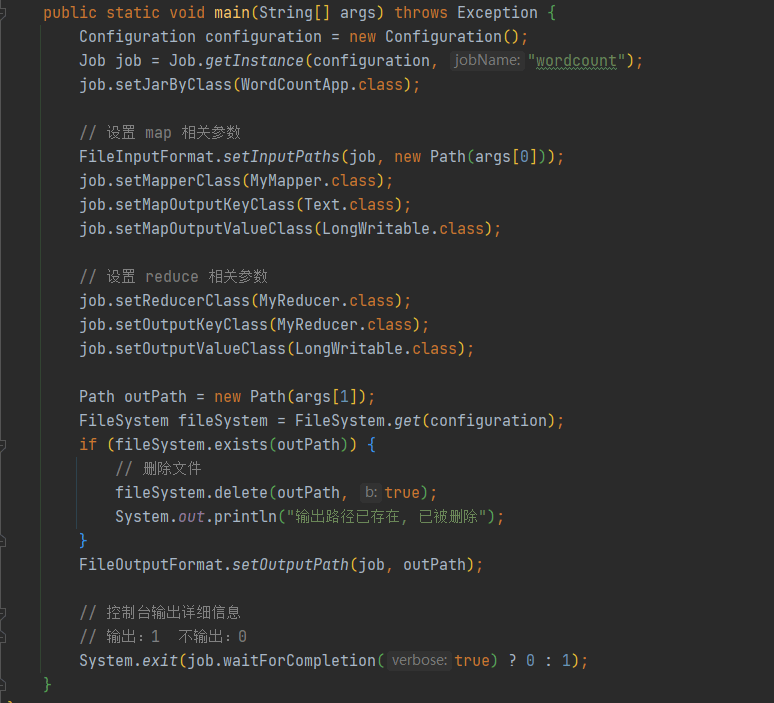 public static void main(String[] args) throws Exception {
Configuration configuration = new Configuration();
Job job = Job.getInstance(configuration, jobName: "wordcount");
job.setJarByClass(WordCountApp.class);
// 设置 map 相关参数
FileInputFormat.setInputPaths(job, new Path(args[0]));
job.setMapperClass(MyMapper.class);
job.setMapOutputKeyClass(Text.class);
job.setMapOutputValueClass(LongWritable.class);
// 设置 reduce 相关参数
job.setReducerClass(MyReducer.class);
job.setOutputKeyClass(MyReducer.class);
job.setOutputValueClass(LongWritable.class);
Path outPath = new Path(args[1]);
FileSystem fileSystem = FileSystem.get(configuration);
if (fileSystem.exists(outPath)) {
// 删除文件
fileSystem.delete(outPath, b: true);
System.out.println("输出路径已存在, 已被删除");
}
FileOutputFormat.setOutputPath(job, outPath);
// 控制台输出详细信息
// 输出：1  不输出：0
System.exit(job.waitForCompletion( verbose: true) ? 0 : 1);
}